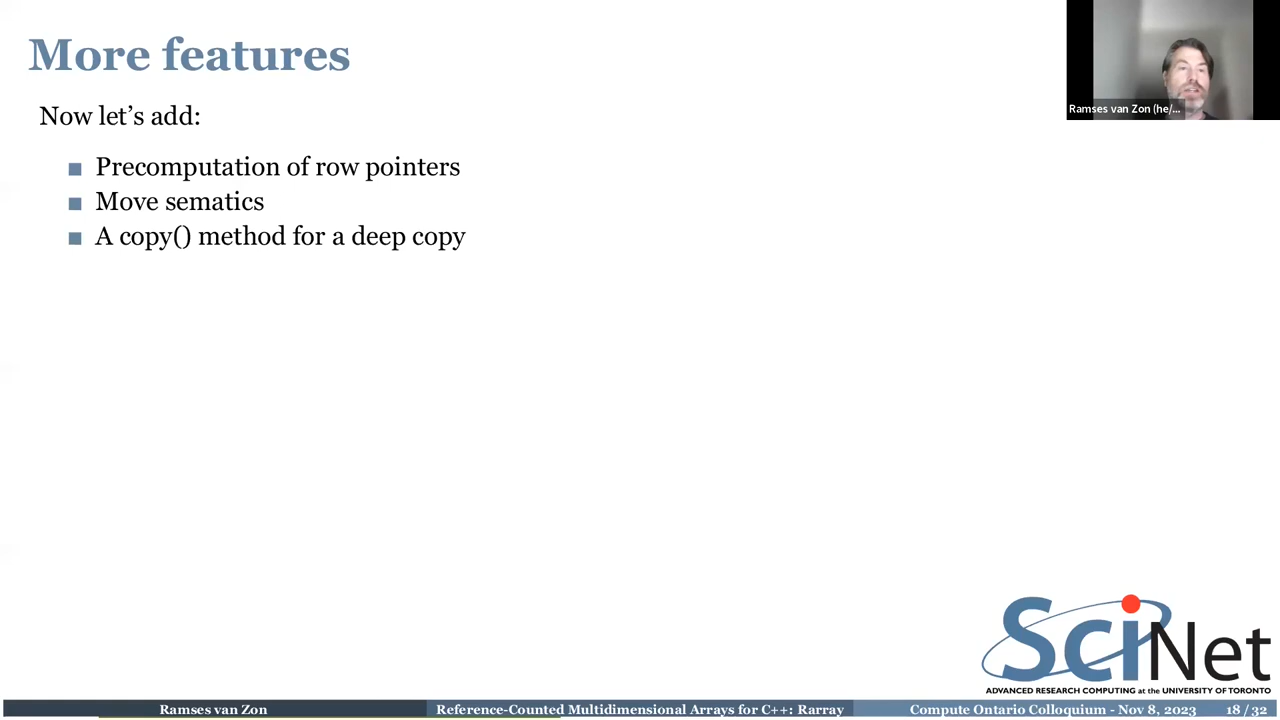 More features
Ramses van Zon (he/...
Now let's add:
Precomputation of row pointers
Move sematics
A copy() method for a deep copy
SciNet
ADVANCED RESEARCH COMPUTING at the UNIVERSITY OF TORONTO
Ramses van Zon
Reference-Counted Multidimensional Arrays for C++: Rarray
Compute Ontario Colloquium - Nov 8, 2023
18 / 32